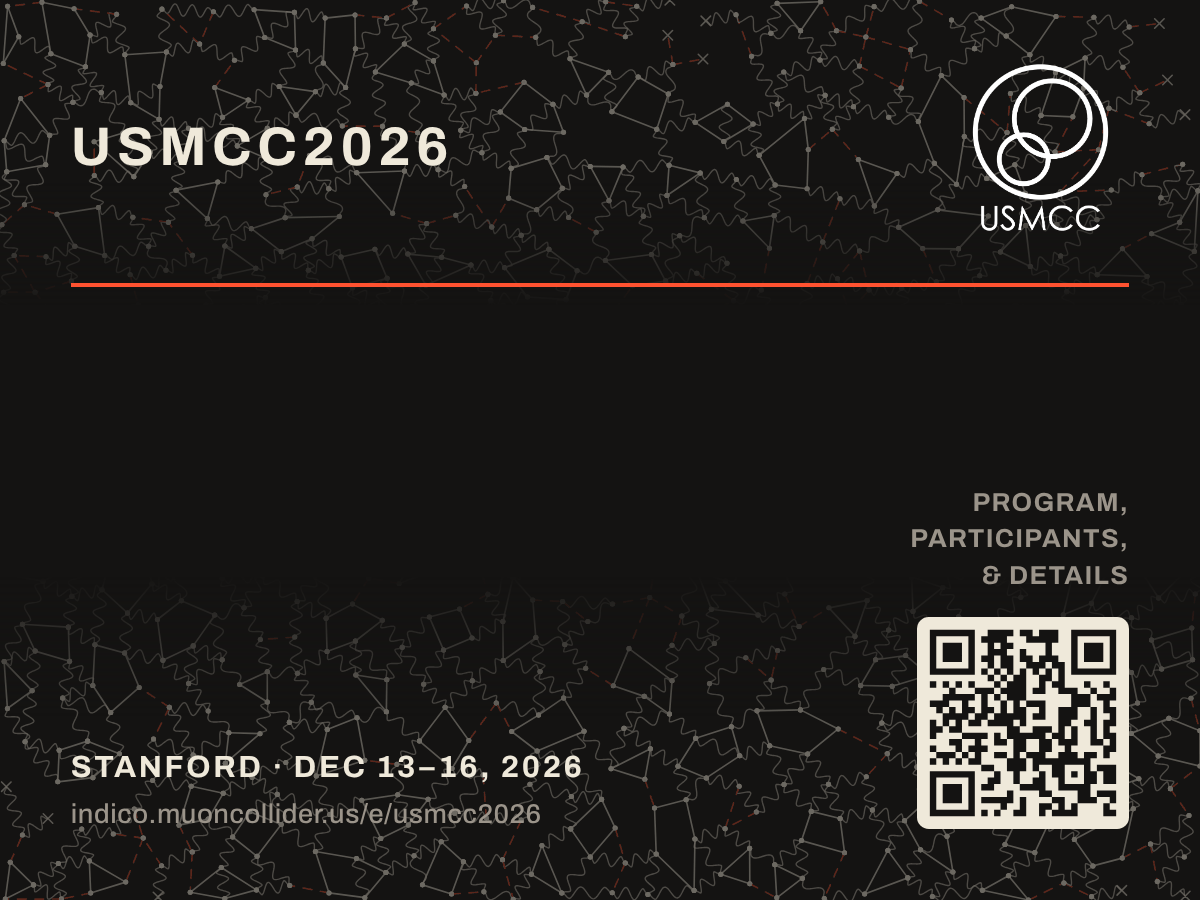 USMCC2026
USMCC
PROGRAM,
PARTICIPANTS,
& DETAILS
STANFORD · DEC 13–16, 2026
indico.muoncollider.us/e/usmcc2026